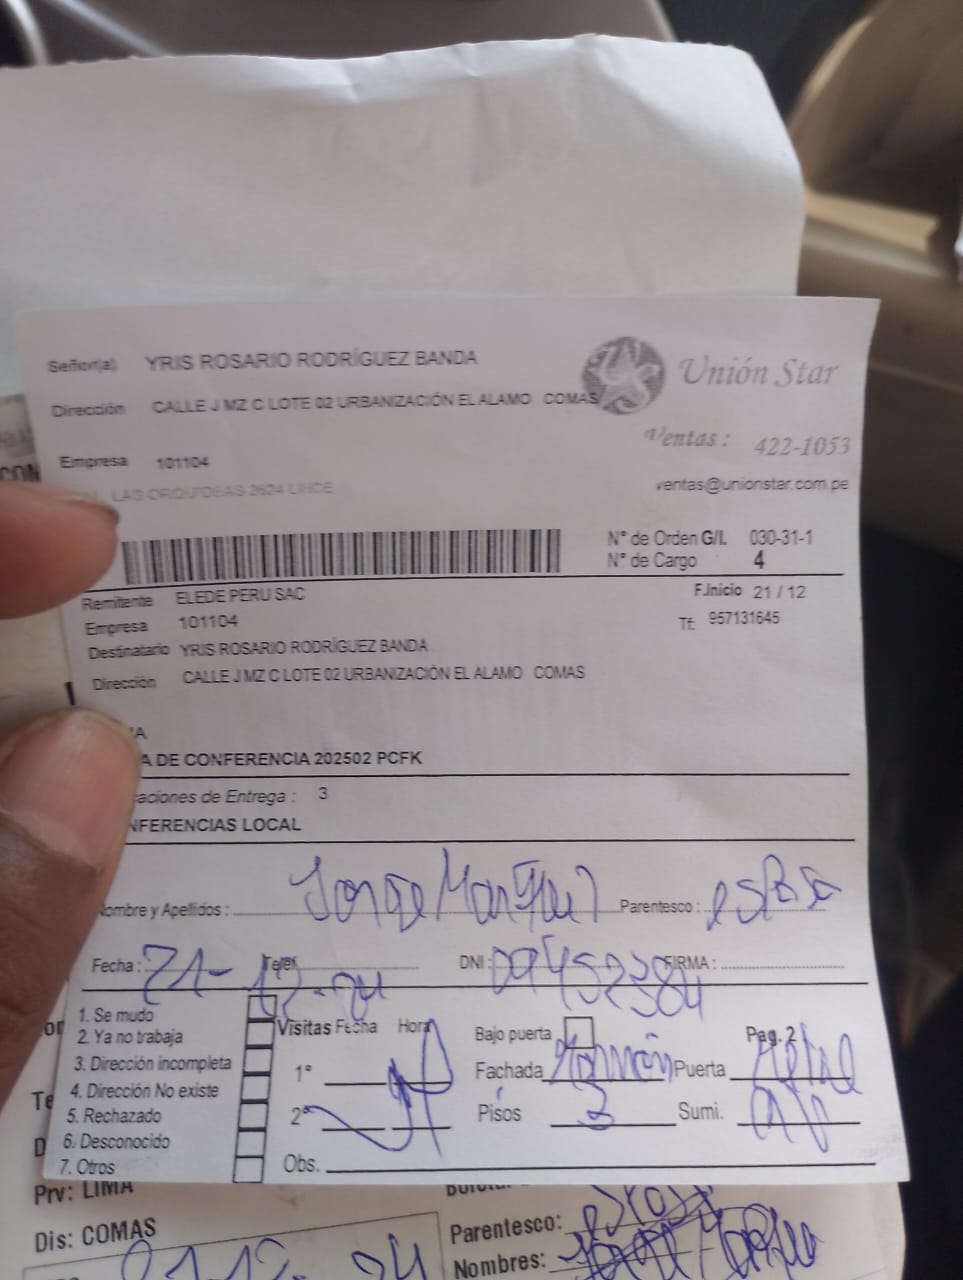 Señor(a) YRIS ROSARIO RODRÍGUEZ BANDA
Unión Star
Dirección CALLE J MZ C LOTE 02 URBANIZACIÓN EL ALAMO COMAS
Ventas : 422-1053
Empresa 101104
ventas@unionstar.com.pe
LAS ORQUIDEAS 2624 LINCE
N° de Orden G/I. 030-31-1
N° de Cargo 4
Remitente ELEDE PERU SAC
F.Inicio 21 / 12
Empresa 101104
Tf: 957131645
Destinatario YRIS ROSARIO RODRÍGUEZ BANDA
Dirección CALLE J MZ C LOTE 02 URBANIZACIÓN EL ALAMO COMAS
A DE CONFERENCIA 202502 PCFK
aciones de Entrega : 3
NFERENCIAS LOCAL
ombre y Apellidos : Jorge Parentesco :
Fecha : 21-12-24 Telef. DNI : FIRMA :
1. Se mudo
2. Ya no trabaja
3. Dirección incompleta
4. Dirección No existe
5. Rechazado
6. Desconocido
7. Otros
Visitas Fecha Hora
1°
2°
Obs.
Bajo puerta Pag. 2
Fachada Puerta
Pisos 3 Sumi.
Prv: LIMA
Dis: COMAS
Parentesco:
Nombres: